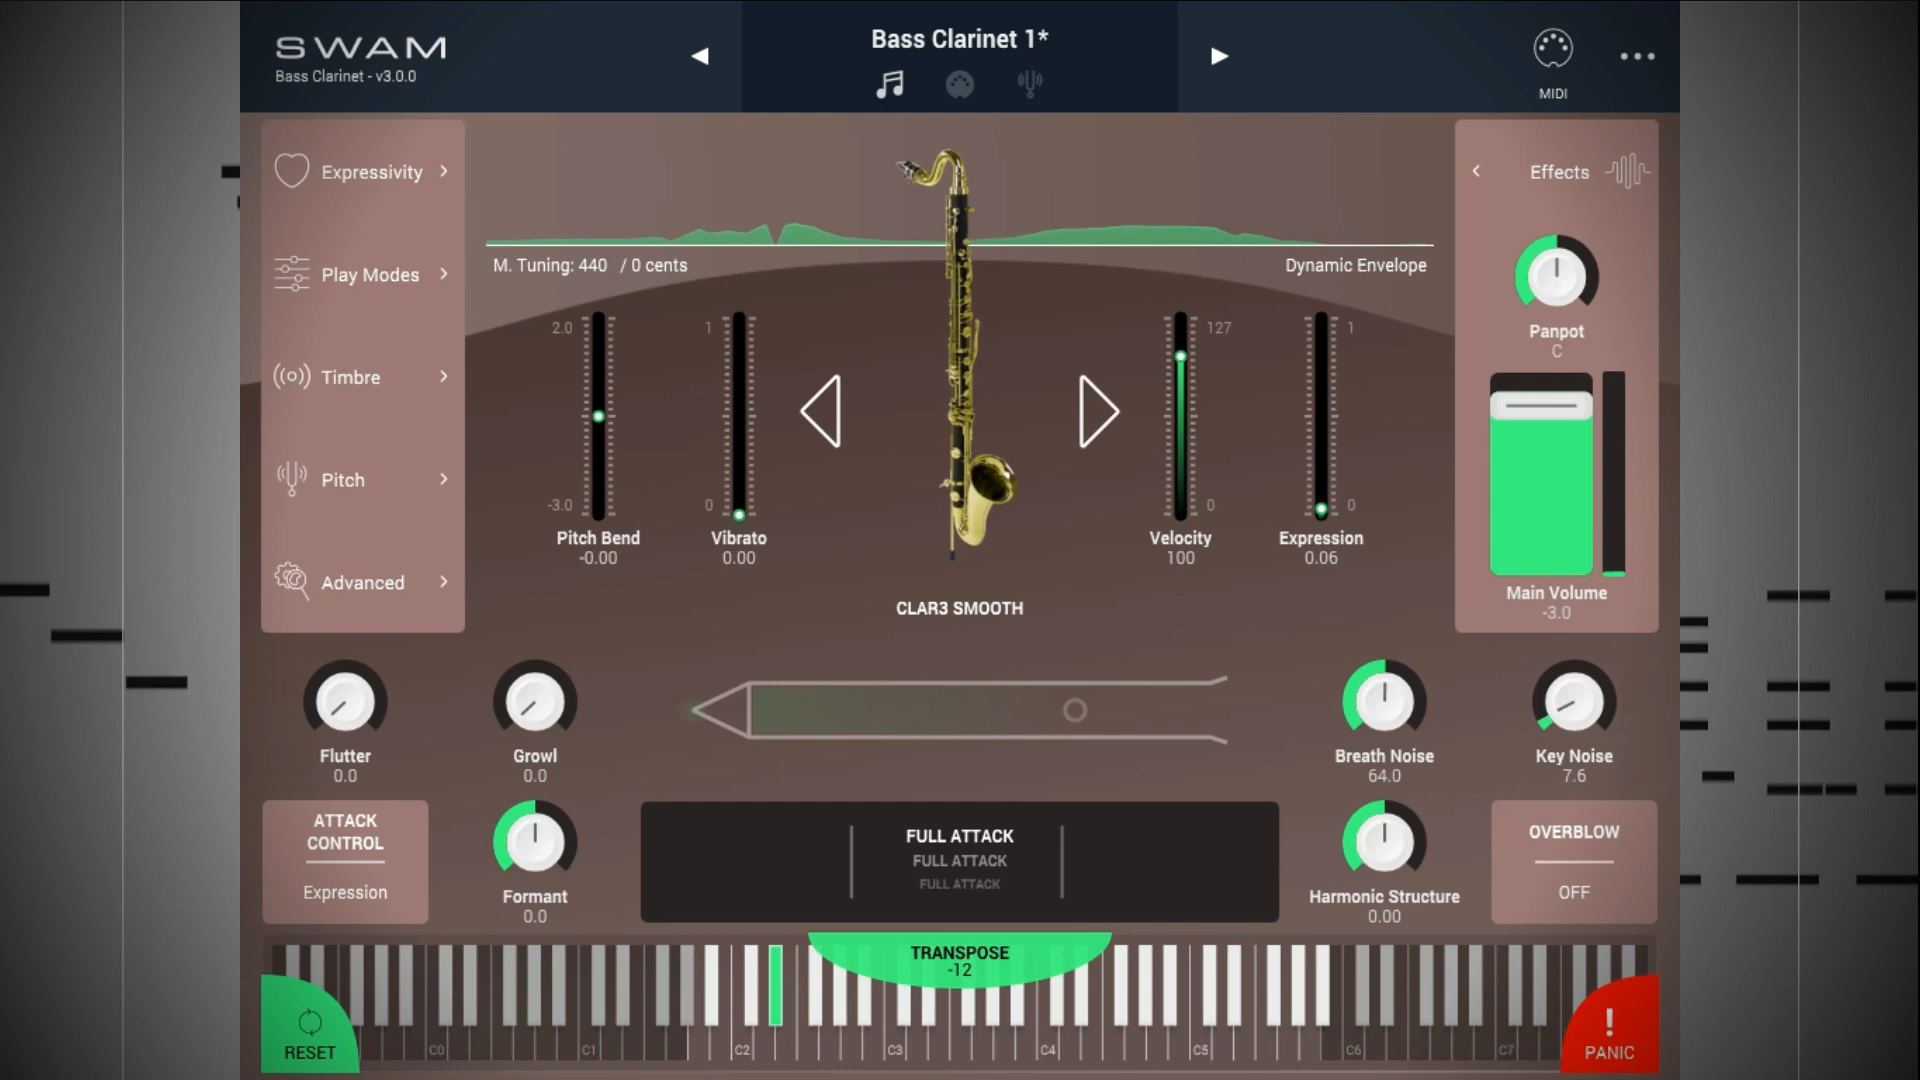 SWAM
Bass Clarinet - v3.0.0
Bass Clarinet 1*
MIDI
Expressivity
Play Modes
Timbre
Pitch
Advanced
M. Tuning: 440 / 0 cents
Dynamic Envelope
Effects
Panpot
C
2.0
-3.0
Pitch Bend
-0.00
1
0
Vibrato
0.00
127
0
Velocity
100
1
0
Expression
0.06
Main Volume
-3.0
CLAR3 SMOOTH
Flutter
0.0
Growl
0.0
Breath Noise
64.0
Key Noise
7.6
ATTACK
CONTROL
Expression
Formant
0.0
FULL ATTACK
FULL ATTACK
FULL ATTACK
Harmonic Structure
0.00
OVERBLOW
OFF
TRANSPOSE
-12
RESET
C0
C1
C2
C3
C4
C5
C6
C7
!
PANIC